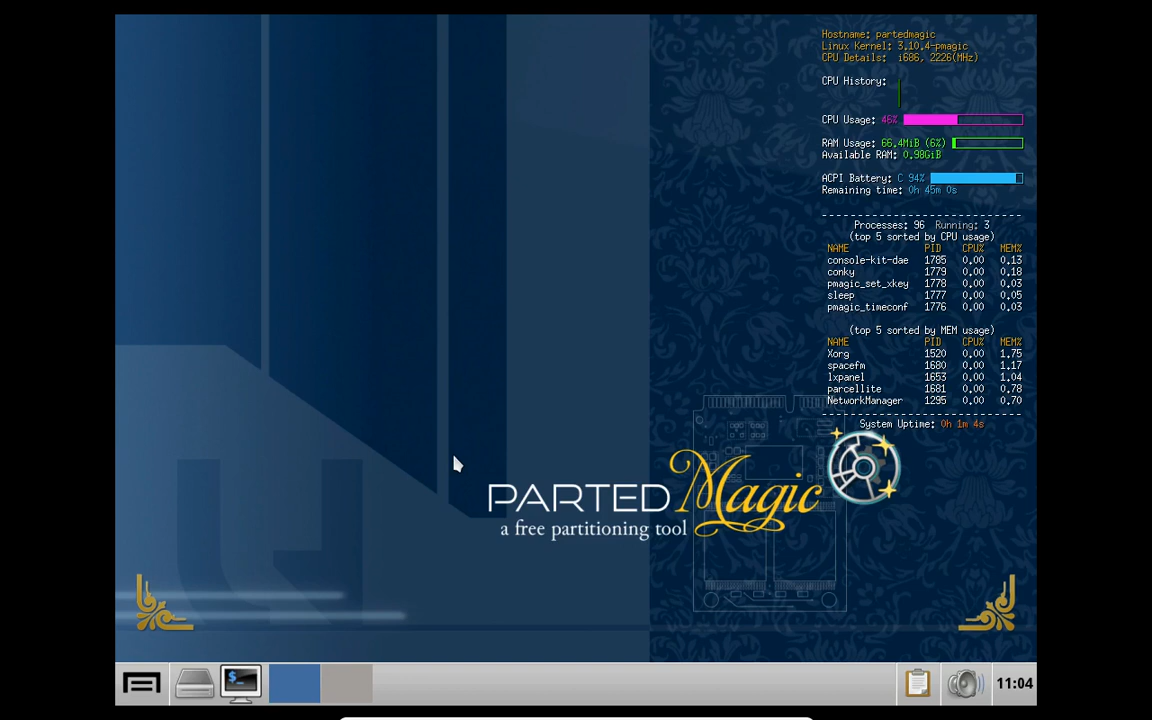 Hostname: partedmagic
Linux Kernel: 3.10.4-pmagic
CPU Details: i686, 2226(MHz)
CPU History:
CPU Usage: 46%
RAM Usage: 66.4MiB (6%)
Available RAM: 0.98GiB
ACPI Battery: C 94%
Remaining time: 0h 45m 0s
Processes: 96 Running: 3
(top 5 sorted by CPU usage)
NAME PID CPU% MEM%
console-kit-dae 1785 0.00 0.13
conky 1779 0.00 0.18
pmagic_set_xkey 1778 0.00 0.03
sleep 1777 0.00 0.05
pmagic_timeconf 1776 0.00 0.03
(top 5 sorted by MEM usage)
NAME PID CPU% MEM%
Xorg 1520 0.00 1.75
spacefm 1680 0.00 1.17
lxpanel 1653 0.00 1.04
parcellite 1681 0.00 0.78
NetworkManager 1295 0.00 0.70
System Uptime: 0h 1m 4s
PARTED Magic
a free partitioning tool
$_
11:04